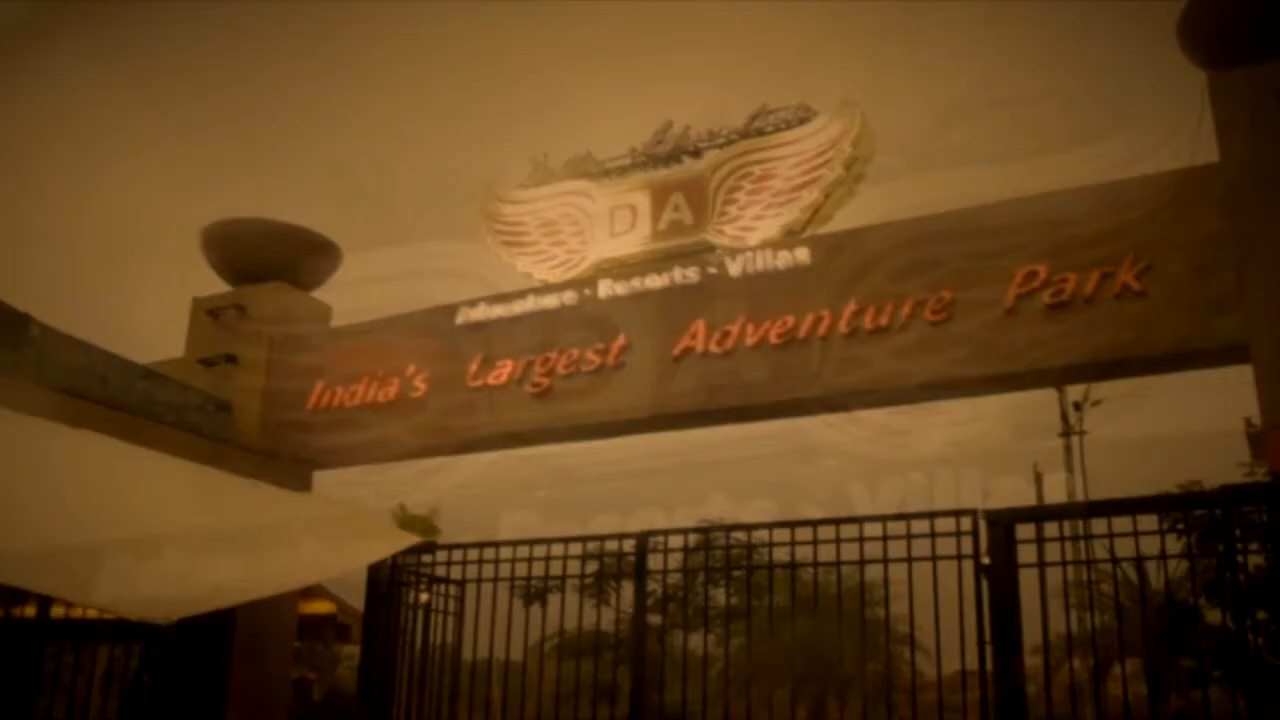 DA
Adventure · Resorts · Villas
India's Largest Adventure Park